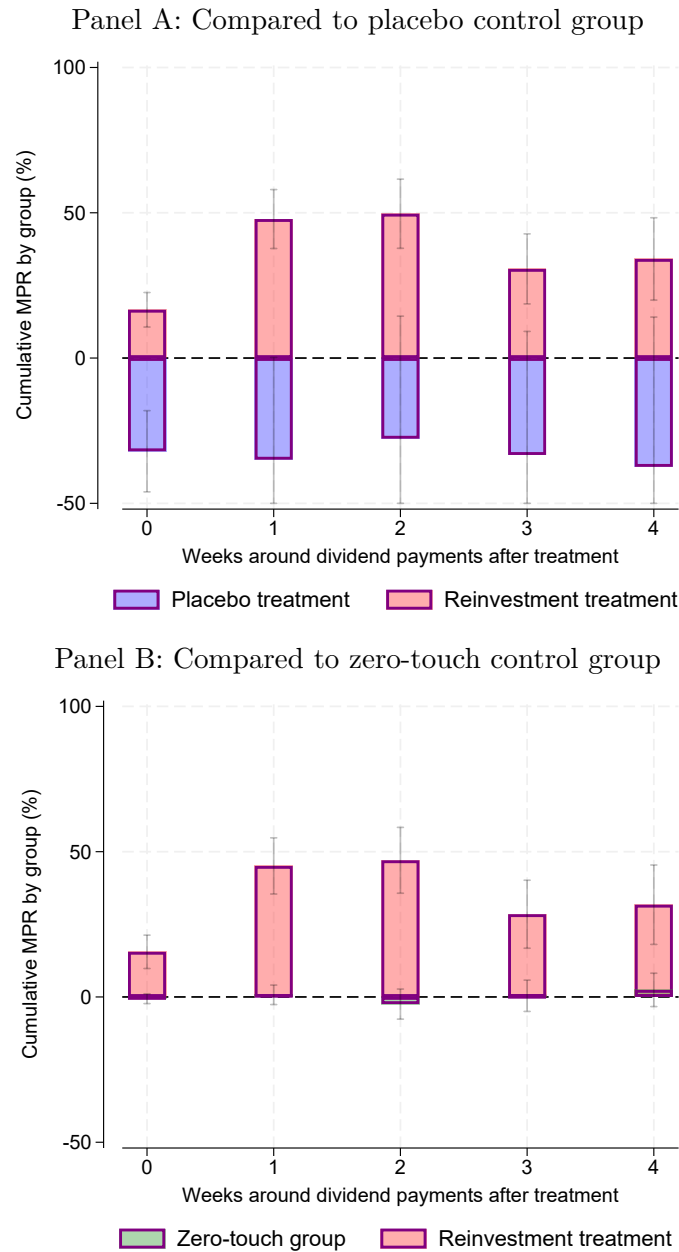 Panel A: Compared to placebo control group
Cumulative MPR by group (%)
100
50
0
-50
0 1 2 3 4
Weeks around dividend payments after treatment
Placebo treatment Reinvestment treatment
Panel B: Compared to zero-touch control group
Cumulative MPR by group (%)
100
50
0
-50
0 1 2 3 4
Weeks around dividend payments after treatment
Zero-touch group Reinvestment treatment